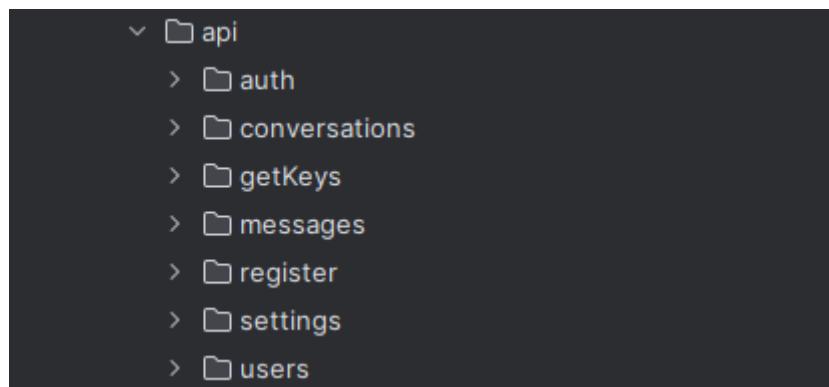 api
auth
conversations
getKeys
messages
register
settings
users